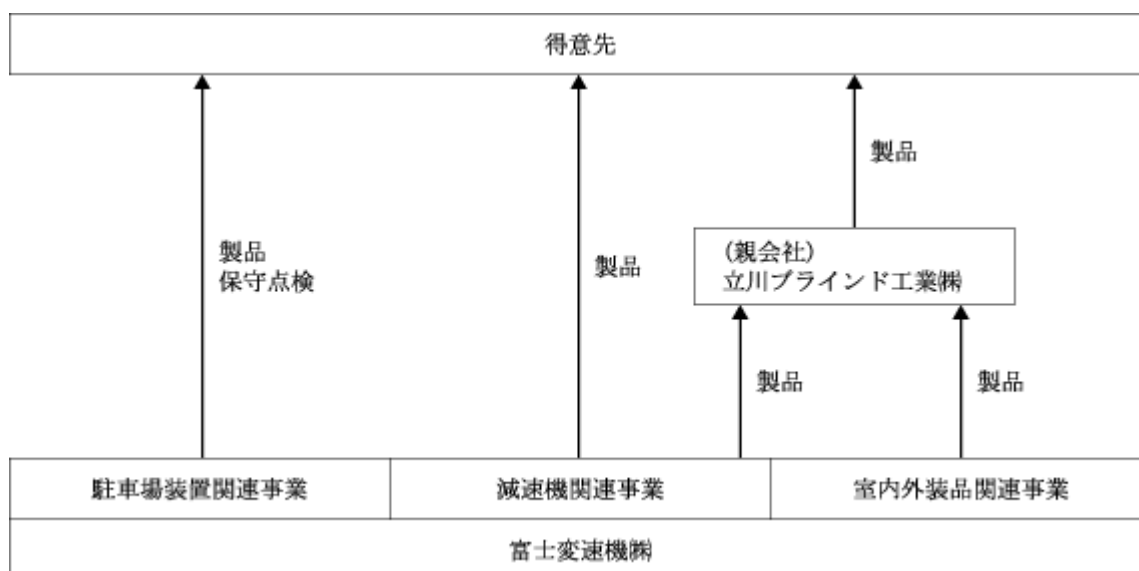 得意先
製品
製品
保守点検
製品
(親会社)
立川ブラインド工業㈱
製品
製品
駐車場装置関連事業
減速機関連事業
室内外装品関連事業
富士変速機㈱